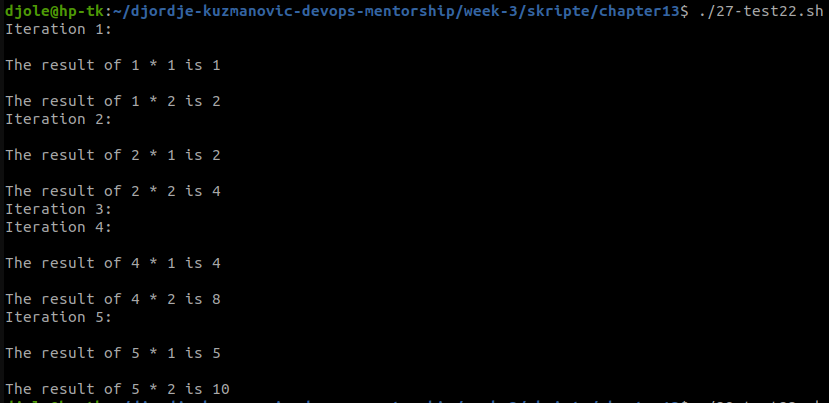 djole@hp-tk:~/djordje-kuzmanovic-devops-mentorship/week-3/skripte/chapter13$ ./27-test22.sh
Iteration 1:
The result of 1 * 1 is 1
The result of 1 * 2 is 2
Iteration 2:
The result of 2 * 1 is 2
The result of 2 * 2 is 4
Iteration 3:
Iteration 4:
The result of 4 * 1 is 4
The result of 4 * 2 is 8
Iteration 5:
The result of 5 * 1 is 5
The result of 5 * 2 is 10